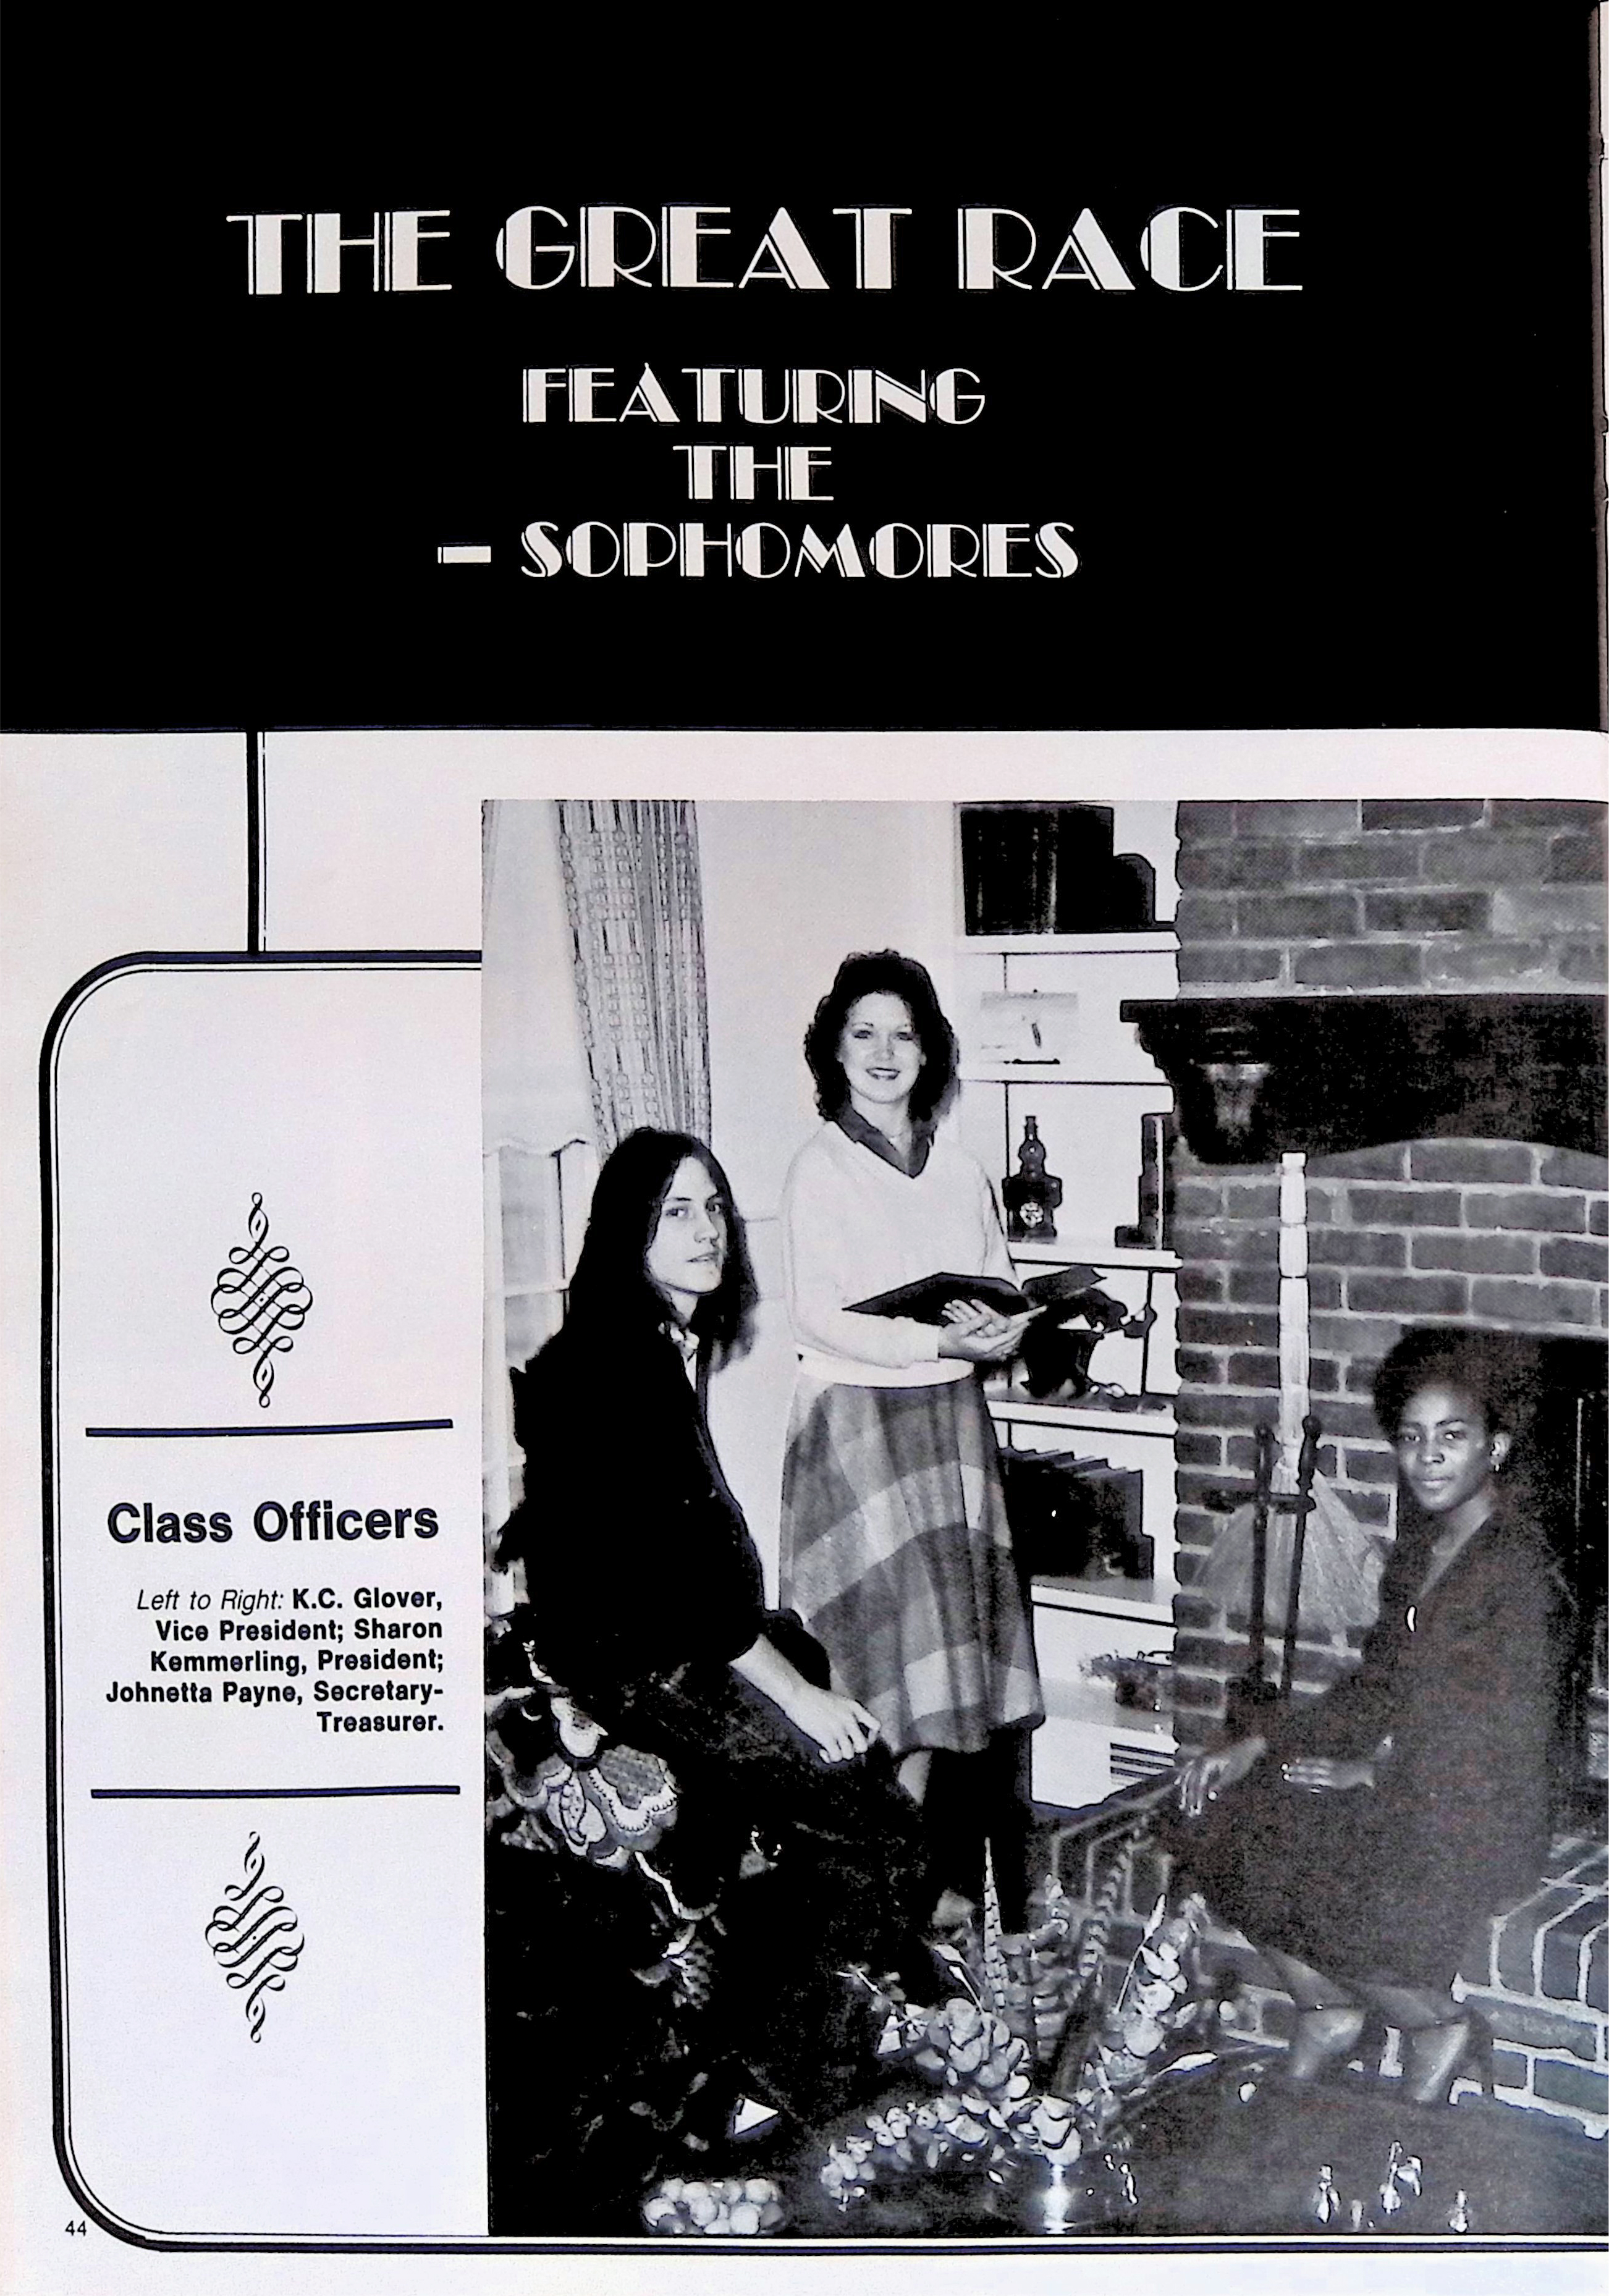 THE GREAT RACE
FEATURING
THE
– SOPHOMORES
Class Officers
Left to Right: K.C. Glover,
Vice President; Sharon
Kemmerling, President;
Johnetta Payne, Secretary-
Treasurer.
44